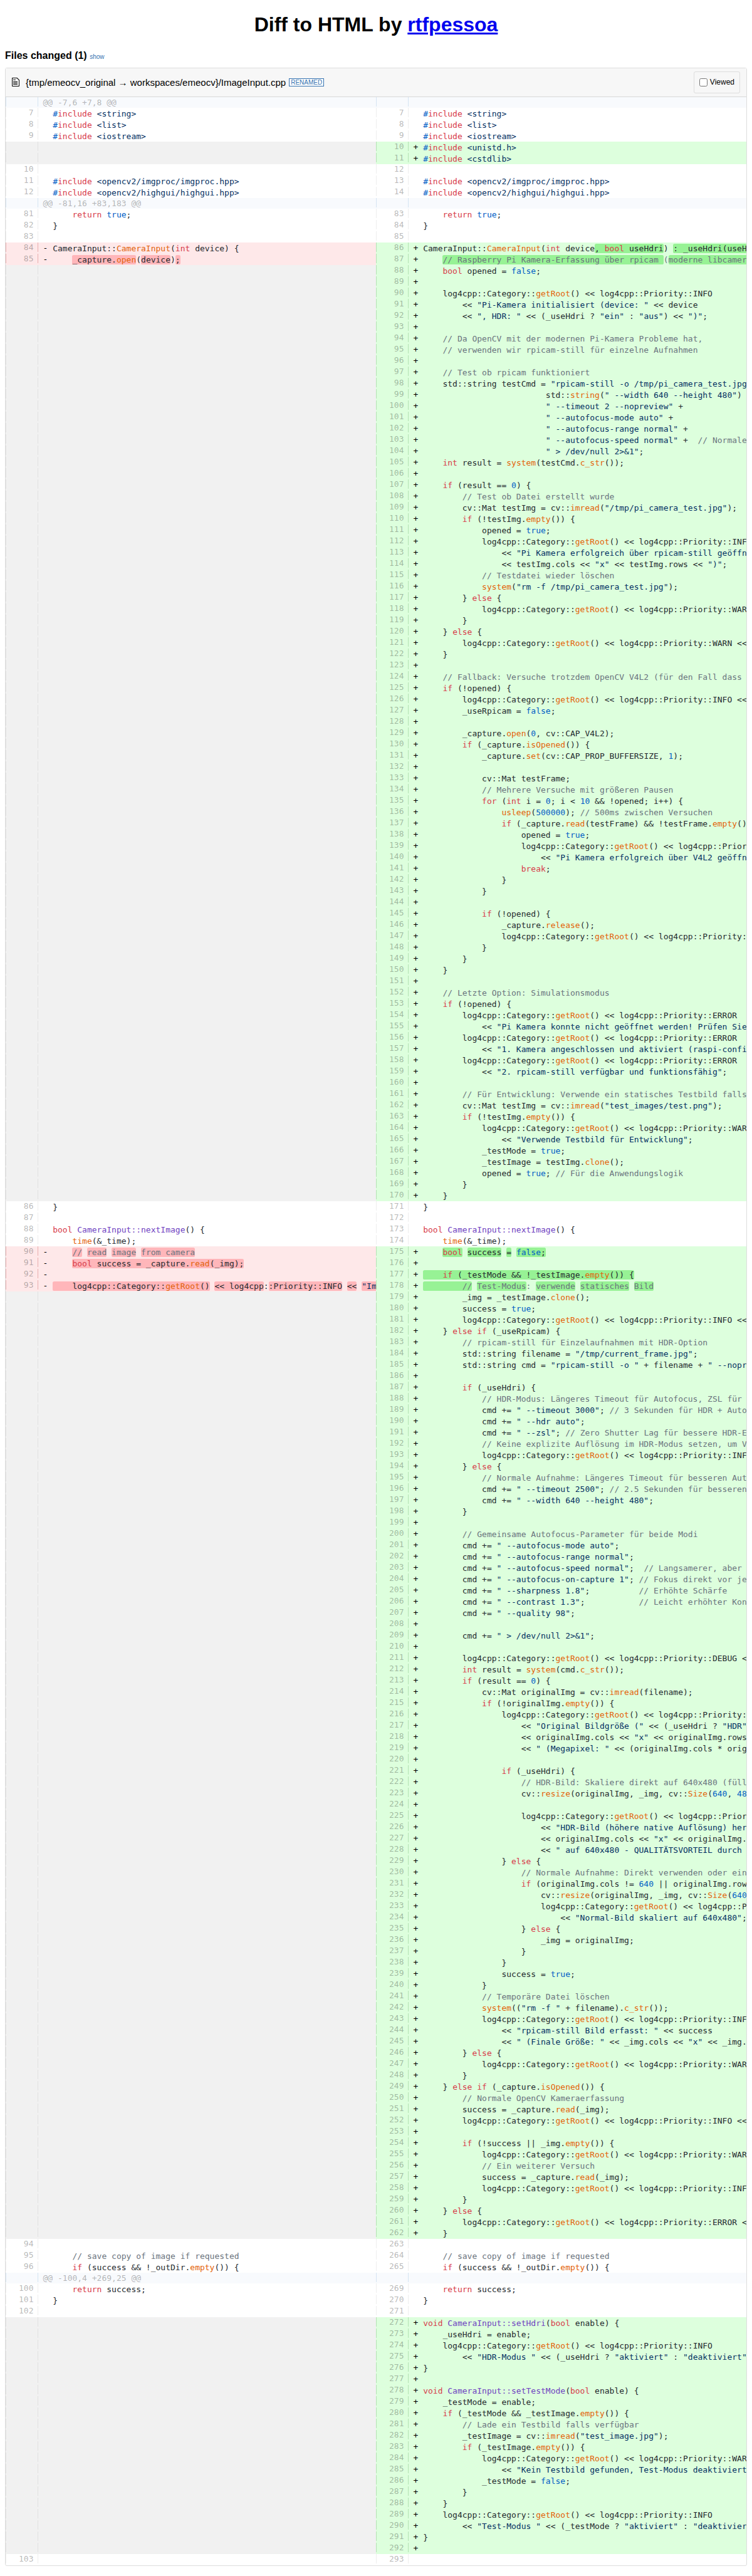 Diff to HTML by rtfpessoa
Files changed (1) show
{tmp/emeocv_original → workspaces/emeocv}/ImageInput.cpp RENAMED Viewed
@@ -7,6 +7,8 @@
7 #include <string> 7 #include <string>
8 #include <list> 8 #include <list>
9 #include <iostream> 9 #include <iostream>
10 + #include <unistd.h>
11 + #include <cstdlib>
10 12
11 #include <opencv2/imgproc/imgproc.hpp> 13 #include <opencv2/imgproc/imgproc.hpp>
12 #include <opencv2/highgui/highgui.hpp> 14 #include <opencv2/highgui/highgui.hpp>
@@ -81,16 +83,183 @@
81 return true; 83 return true;
82 } 84 }
83 85
84 - CameraInput::CameraInput(int device) { 86 + CameraInput::CameraInput(int device, bool useHdri) : _useHdri(useH
85 - _capture.open(device); 87 + // Raspberry Pi Kamera-Erfassung über rpicam (moderne libcamer
88 + bool opened = false;
89 +
90 + log4cpp::Category::getRoot() << log4cpp::Priority::INFO
91 + << "Pi-Kamera initialisiert (device: " << device
92 + << ", HDR: " << (_useHdri ? "ein" : "aus") << ")";
93 +
94 + // Da OpenCV mit der modernen Pi-Kamera Probleme hat,
95 + // verwenden wir rpicam-still für einzelne Aufnahmen
96 +
97 + // Test ob rpicam funktioniert
98 + std::string testCmd = "rpicam-still -o /tmp/pi_camera_test.jpg
99 + std::string(" --width 640 --height 480")
100 + " --timeout 2 --nopreview" +
101 + " --autofocus-mode auto" +
102 + " --autofocus-range normal" +
103 + " --autofocus-speed normal" + // Normale
104 + " > /dev/null 2>&1";
105 + int result = system(testCmd.c_str());
106 +
107 + if (result == 0) {
108 + // Test ob Datei erstellt wurde
109 + cv::Mat testImg = cv::imread("/tmp/pi_camera_test.jpg");
110 + if (!testImg.empty()) {
111 + opened = true;
112 + log4cpp::Category::getRoot() << log4cpp::Priority::INF
113 + << "Pi Kamera erfolgreich über rpicam-still geöffn
114 + << testImg.cols << "x" << testImg.rows << ")";
115 + // Testdatei wieder löschen
116 + system("rm -f /tmp/pi_camera_test.jpg");
117 + } else {
118 + log4cpp::Category::getRoot() << log4cpp::Priority::WAR
119 + }
120 + } else {
121 + log4cpp::Category::getRoot() << log4cpp::Priority::WARN <<
122 + }
123 +
124 + // Fallback: Versuche trotzdem OpenCV V4L2 (für den Fall dass
125 + if (!opened) {
126 + log4cpp::Category::getRoot() << log4cpp::Priority::INFO <<
127 + _useRpicam = false;
128 +
129 + _capture.open(0, cv::CAP_V4L2);
130 + if (_capture.isOpened()) {
131 + _capture.set(cv::CAP_PROP_BUFFERSIZE, 1);
132 +
133 + cv::Mat testFrame;
134 + // Mehrere Versuche mit größeren Pausen
135 + for (int i = 0; i < 10 && !opened; i++) {
136 + usleep(500000); // 500ms zwischen Versuchen
137 + if (_capture.read(testFrame) && !testFrame.empty()
138 + opened = true;
139 + log4cpp::Category::getRoot() << log4cpp::Prior
140 + << "Pi Kamera erfolgreich über V4L2 geöffn
141 + break;
142 + }
143 + }
144 +
145 + if (!opened) {
146 + _capture.release();
147 + log4cpp::Category::getRoot() << log4cpp::Priority:
148 + }
149 + }
150 + }
151 +
152 + // Letzte Option: Simulationsmodus
153 + if (!opened) {
154 + log4cpp::Category::getRoot() << log4cpp::Priority::ERROR
155 + << "Pi Kamera konnte nicht geöffnet werden! Prüfen Sie
156 + log4cpp::Category::getRoot() << log4cpp::Priority::ERROR
157 + << "1. Kamera angeschlossen und aktiviert (raspi-confi
158 + log4cpp::Category::getRoot() << log4cpp::Priority::ERROR
159 + << "2. rpicam-still verfügbar und funktionsfähig";
160 +
161 + // Für Entwicklung: Verwende ein statisches Testbild falls
162 + cv::Mat testImg = cv::imread("test_images/test.png");
163 + if (!testImg.empty()) {
164 + log4cpp::Category::getRoot() << log4cpp::Priority::WAR
165 + << "Verwende Testbild für Entwicklung";
166 + _testMode = true;
167 + _testImage = testImg.clone();
168 + opened = true; // Für die Anwendungslogik
169 + }
170 + }
86 } 171 }
87 172
88 bool CameraInput::nextImage() { 173 bool CameraInput::nextImage() {
89 time(&_time); 174 time(&_time);
90 - // read image from camera 175 + bool success = false;
91 - bool success = _capture.read(_img); 176 +
92 - 177 + if (_testMode && !_testImage.empty()) {
93 - log4cpp::Category::getRoot() << log4cpp::Priority::INFO << "Im 178 + // Test-Modus: verwende statisches Bild
179 + _img = _testImage.clone();
180 + success = true;
181 + log4cpp::Category::getRoot() << log4cpp::Priority::INFO <<
182 + } else if (_useRpicam) {
183 + // rpicam-still für Einzelaufnahmen mit HDR-Option
184 + std::string filename = "/tmp/current_frame.jpg";
185 + std::string cmd = "rpicam-still -o " + filename + " --nopr
186 +
187 + if (_useHdri) {
188 + // HDR-Modus: Längeres Timeout für Autofocus, ZSL für
189 + cmd += " --timeout 3000"; // 3 Sekunden für HDR + Auto
190 + cmd += " --hdr auto";
191 + cmd += " --zsl"; // Zero Shutter Lag für bessere HDR-E
192 + // Keine explizite Auflösung im HDR-Modus setzen, um V
193 + log4cpp::Category::getRoot() << log4cpp::Priority::INF
194 + } else {
195 + // Normale Aufnahme: Längeres Timeout für besseren Aut
196 + cmd += " --timeout 2500"; // 2.5 Sekunden für besseren
197 + cmd += " --width 640 --height 480";
198 + }
199 +
200 + // Gemeinsame Autofocus-Parameter für beide Modi
201 + cmd += " --autofocus-mode auto";
202 + cmd += " --autofocus-range normal";
203 + cmd += " --autofocus-speed normal"; // Langsamerer, aber
204 + cmd += " --autofocus-on-capture 1"; // Fokus direkt vor je
205 + cmd += " --sharpness 1.8"; // Erhöhte Schärfe
206 + cmd += " --contrast 1.3"; // Leicht erhöhter Kon
207 + cmd += " --quality 98";
208 +
209 + cmd += " > /dev/null 2>&1";
210 +
211 + log4cpp::Category::getRoot() << log4cpp::Priority::DEBUG <
212 + int result = system(cmd.c_str());
213 + if (result == 0) {
214 + cv::Mat originalImg = cv::imread(filename);
215 + if (!originalImg.empty()) {
216 + log4cpp::Category::getRoot() << log4cpp::Priority:
217 + << "Original Bildgröße (" << (_useHdri ? "HDR"
218 + << originalImg.cols << "x" << originalImg.rows
219 + << " (Megapixel: " << (originalImg.cols * orig
220 +
221 + if (_useHdri) {
222 + // HDR-Bild: Skaliere direkt auf 640x480 (füll
223 + cv::resize(originalImg, _img, cv::Size(640, 48
224 +
225 + log4cpp::Category::getRoot() << log4cpp::Prior
226 + << "HDR-Bild (höhere native Auflösung) her
227 + << originalImg.cols << "x" << originalImg.
228 + << " auf 640x480 - QUALITÄTSVORTEIL durch
229 + } else {
230 + // Normale Aufnahme: Direkt verwenden oder ein
231 + if (originalImg.cols != 640 || originalImg.row
232 + cv::resize(originalImg, _img, cv::Size(640
233 + log4cpp::Category::getRoot() << log4cpp::P
234 + << "Normal-Bild skaliert auf 640x480";
235 + } else {
236 + _img = originalImg;
237 + }
238 + }
239 + success = true;
240 + }
241 + // Temporäre Datei löschen
242 + system(("rm -f " + filename).c_str());
243 + log4cpp::Category::getRoot() << log4cpp::Priority::INF
244 + << "rpicam-still Bild erfasst: " << success
245 + << " (Finale Größe: " << _img.cols << "x" << _img.
246 + } else {
247 + log4cpp::Category::getRoot() << log4cpp::Priority::WAR
248 + }
249 + } else if (_capture.isOpened()) {
250 + // Normale OpenCV Kameraerfassung
251 + success = _capture.read(_img);
252 + log4cpp::Category::getRoot() << log4cpp::Priority::INFO <<
253 +
254 + if (!success || _img.empty()) {
255 + log4cpp::Category::getRoot() << log4cpp::Priority::WAR
256 + // Ein weiterer Versuch
257 + success = _capture.read(_img);
258 + log4cpp::Category::getRoot() << log4cpp::Priority::INF
259 + }
260 + } else {
261 + log4cpp::Category::getRoot() << log4cpp::Priority::ERROR <
262 + }
94 263
95 // save copy of image if requested 264 // save copy of image if requested
96 if (success && !_outDir.empty()) { 265 if (success && !_outDir.empty()) {
@@ -100,4 +269,25 @@
100 return success; 269 return success;
101 } 270 }
102 271
272 + void CameraInput::setHdri(bool enable) {
273 + _useHdri = enable;
274 + log4cpp::Category::getRoot() << log4cpp::Priority::INFO
275 + << "HDR-Modus " << (_useHdri ? "aktiviert" : "deaktiviert"
276 + }
277 +
278 + void CameraInput::setTestMode(bool enable) {
279 + _testMode = enable;
280 + if (_testMode && _testImage.empty()) {
281 + // Lade ein Testbild falls verfügbar
282 + _testImage = cv::imread("test_image.jpg");
283 + if (_testImage.empty()) {
284 + log4cpp::Category::getRoot() << log4cpp::Priority::WAR
285 + << "Kein Testbild gefunden, Test-Modus deaktiviert
286 + _testMode = false;
287 + }
288 + }
289 + log4cpp::Category::getRoot() << log4cpp::Priority::INFO
290 + << "Test-Modus " << (_testMode ? "aktiviert" : "deaktivier
291 + }
292 +
103 293